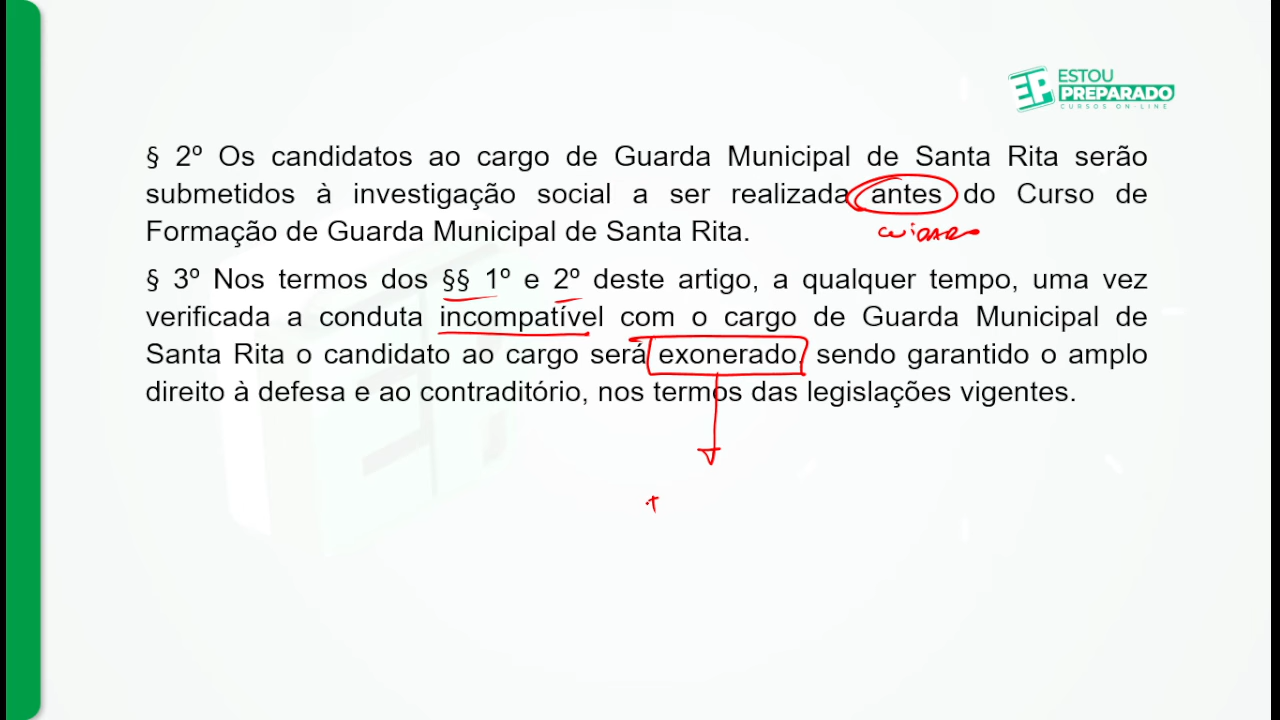 ESTOU
PREPARADO
CURSOS ON-LINE
§ 2º Os candidatos ao cargo de Guarda Municipal de Santa Rita serão
submetidos à investigação social a ser realizada antes do Curso de
Formação de Guarda Municipal de Santa Rita.
§ 3º Nos termos dos §§ 1º e 2º deste artigo, a qualquer tempo, uma vez
verificada a conduta incompatível com o cargo de Guarda Municipal de
Santa Rita o candidato ao cargo será exonerado, sendo garantido o amplo
direito à defesa e ao contraditório, nos termos das legislações vigentes.